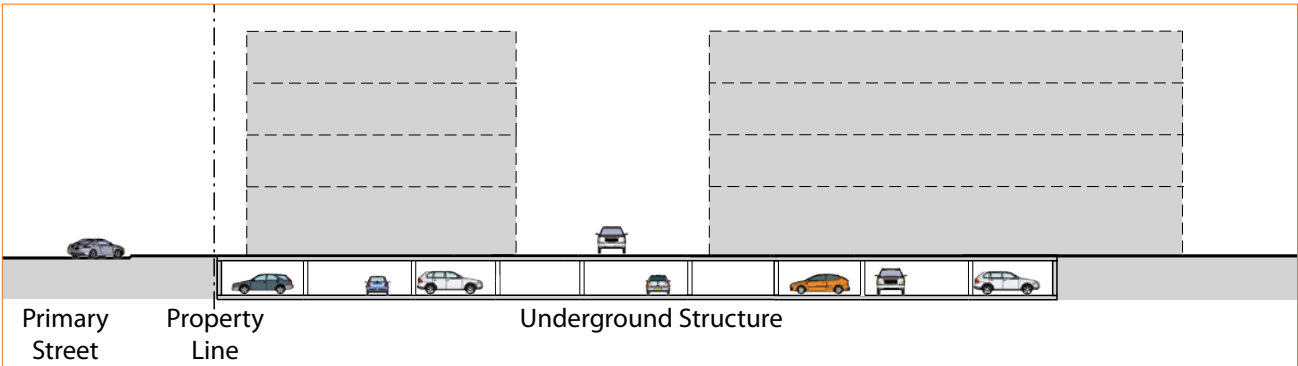 Primary
Street
Property
Line
Underground Structure